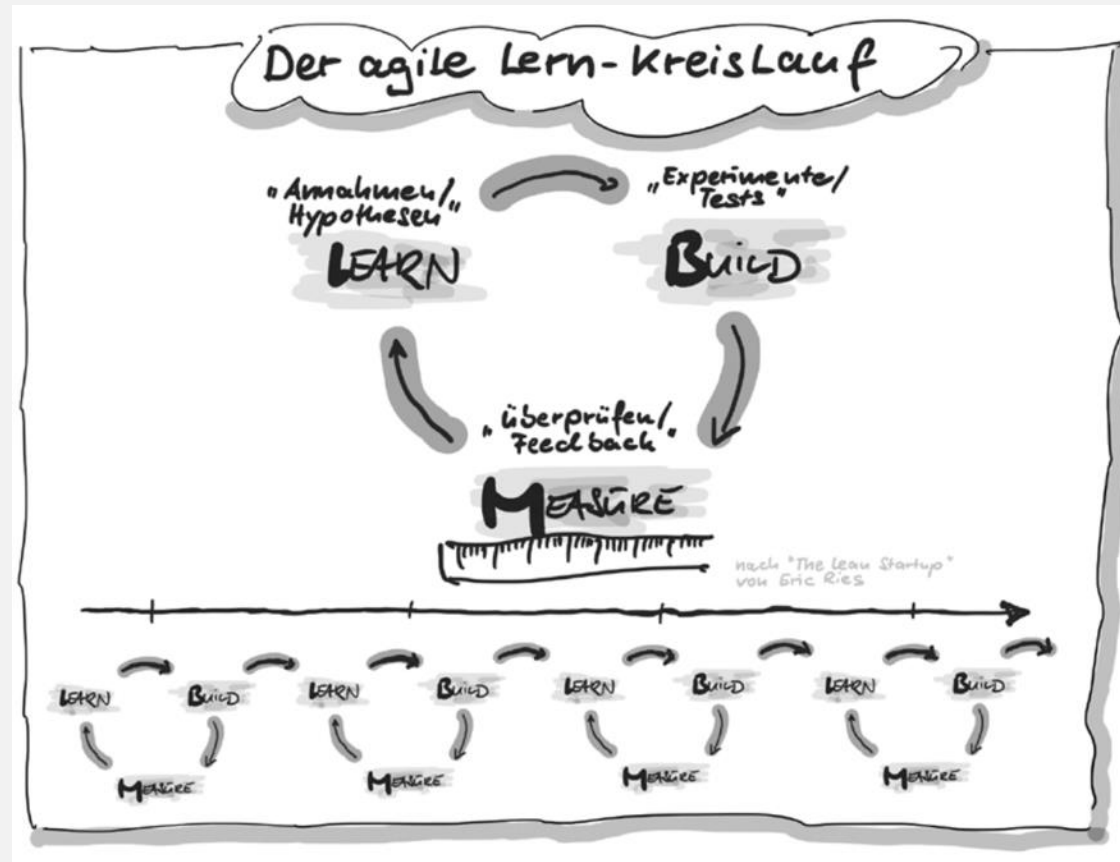 Der agile Lern-Kreislauf
"Annahmen/
Hypothesen"
LEARN
„Experimente/
Tests"
BUILD
„überprüfen/
Feedback"
MEASURE
nach "The Lean Startup"
von Eric Ries
LEARN BUILD LEARN BUILD LEARN BUILD LEARN BUILD
MEASURE MEASURE MEASURE MEASURE